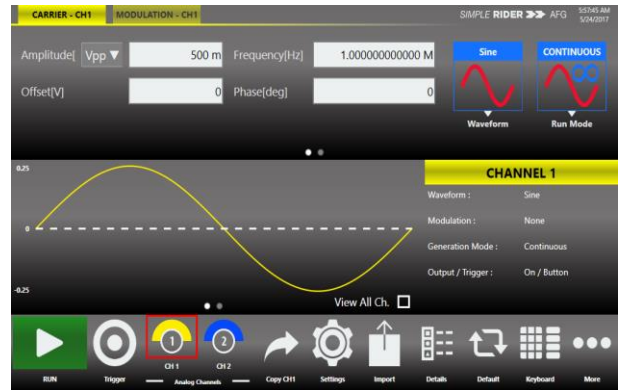 CARRIER - CH1 MODULATION - CH1 SIMPLE RIDER AFG 5:57:45 AM
5/24/2017
Amplitude[ Vpp ▼ 500 m Frequency[Hz] 1.000000000000 M Sine CONTINUOUS
Offset[V] 0 Phase[deg] 0
Waveform Run Mode
0.25 CHANNEL 1
Waveform : Sine
Modulation : None
0
Generation Mode : Continuous
Output / Trigger : On / Button
-0.25
View All Ch.
1 2
CH 1 CH 2
RUN Trigger Analog Channels Copy CH1 Settings Import Details Default Keyboard More